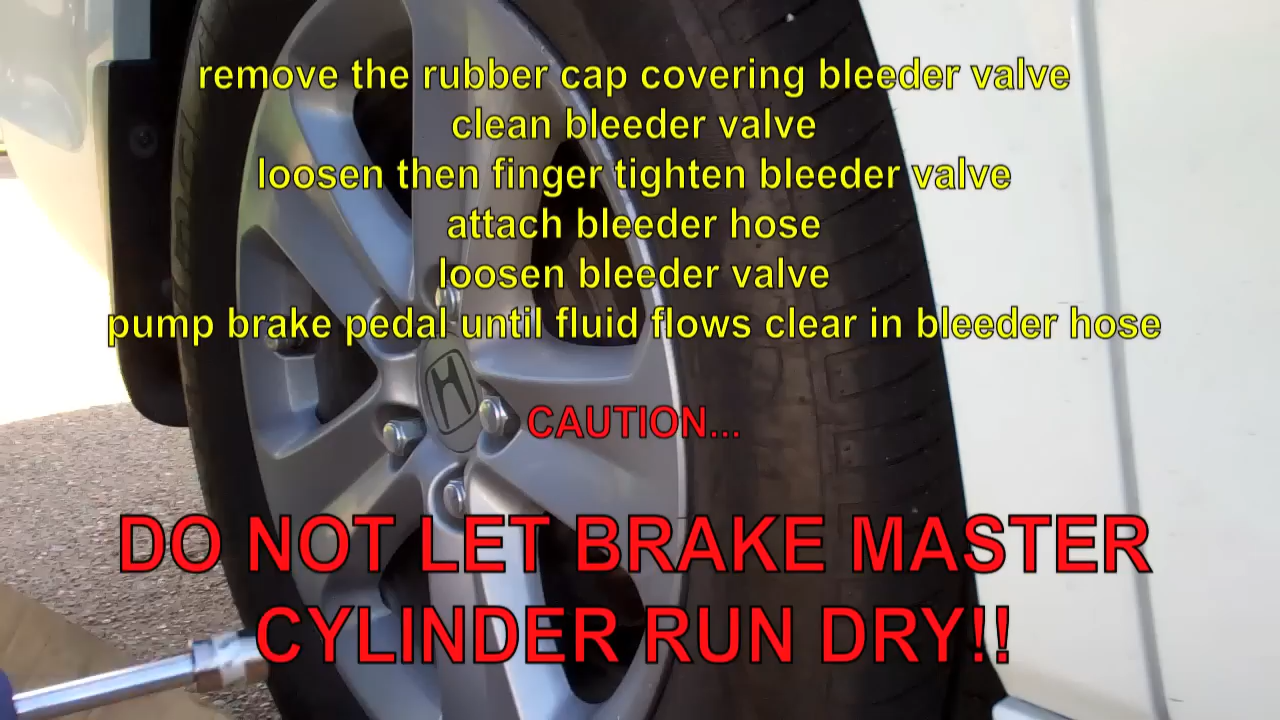 remove the rubber cap covering bleeder valve
clean bleeder valve
loosen then finger tighten bleeder valve
attach bleeder hose
loosen bleeder valve
pump brake pedal until fluid flows clear in bleeder hose
CAUTION...
DO NOT LET BRAKE MASTER
CYLINDER RUN DRY!!